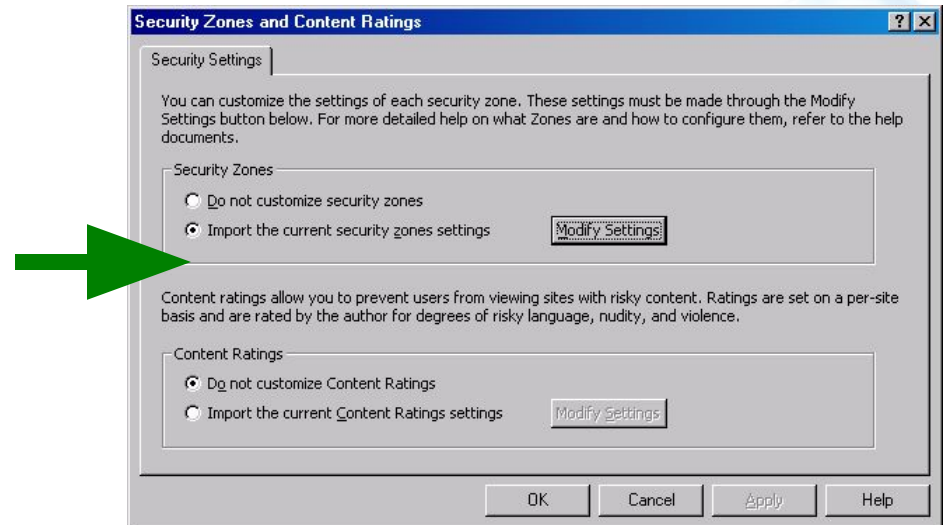 Security Zones and Content Ratings
Security Settings
You can customize the settings of each security zone. These settings must be made through the Modify
Settings button below. For more detailed help on what Zones are and how to configure them, refer to the help
documents.
Security Zones
Do not customize security zones
Import the current security zones settings
Modify Settings
Content ratings allow you to prevent users from viewing sites with risky content. Ratings are set on a per-site
basis and are rated by the author for degrees of risky language, nudity, and violence.
Content Ratings
Do not customize Content Ratings
Import the current Content Ratings settings
Modify Settings
OK Cancel Apply Help